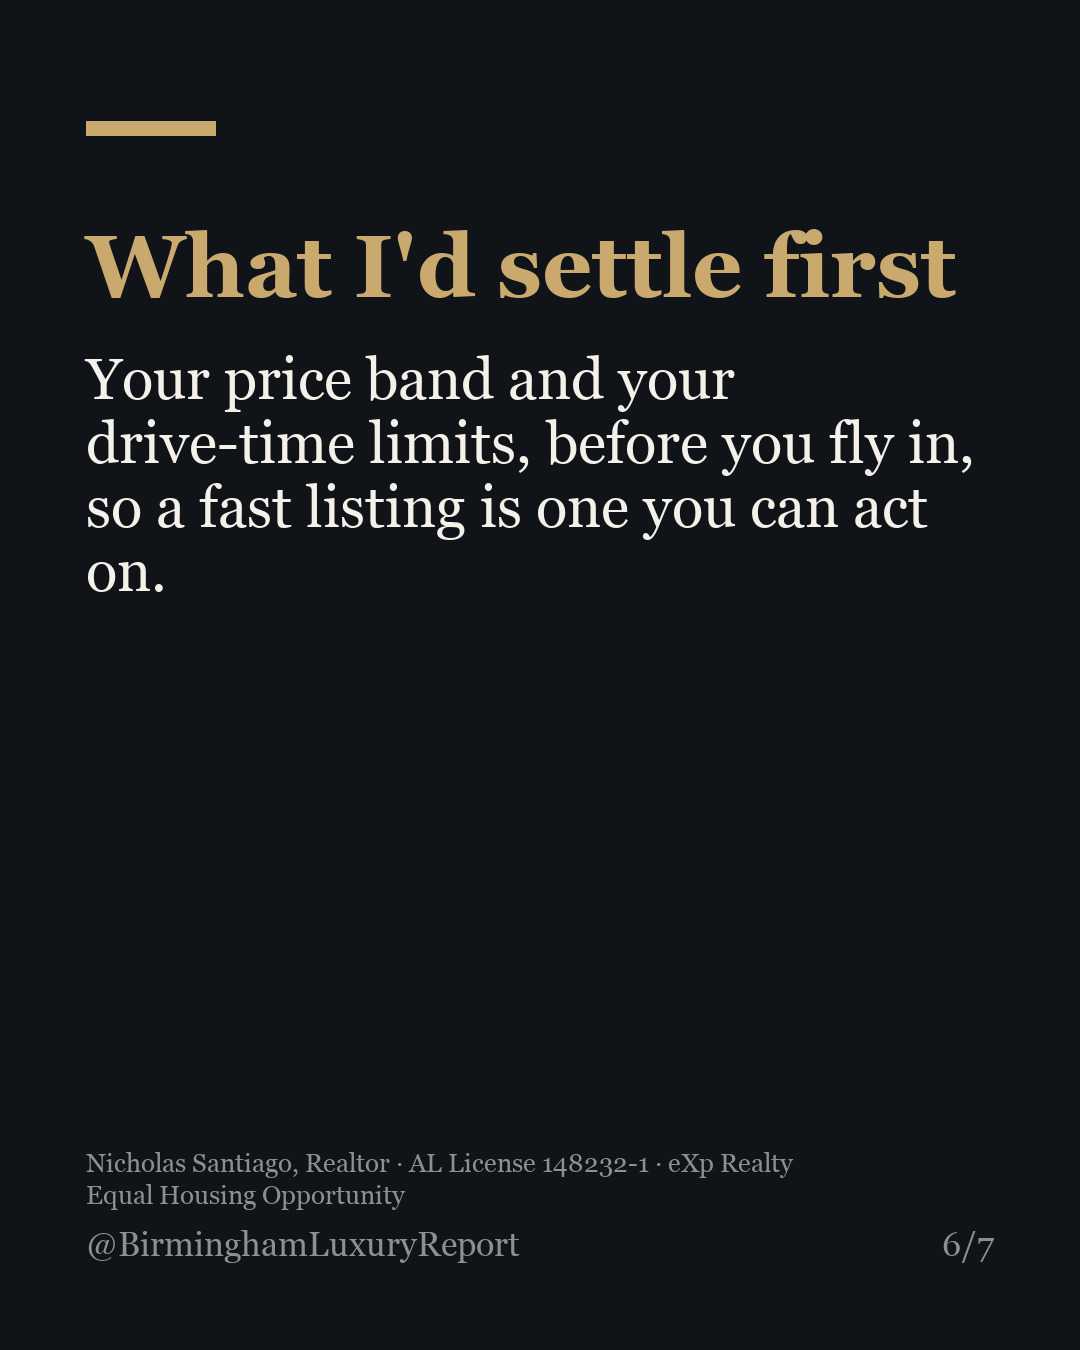 What I'd settle first
Your price band and your
drive-time limits, before you fly in,
so a fast listing is one you can act
on.
Nicholas Santiago, Realtor · AL License 148232-1 · eXp Realty
Equal Housing Opportunity
@BirminghamLuxuryReport
6/7